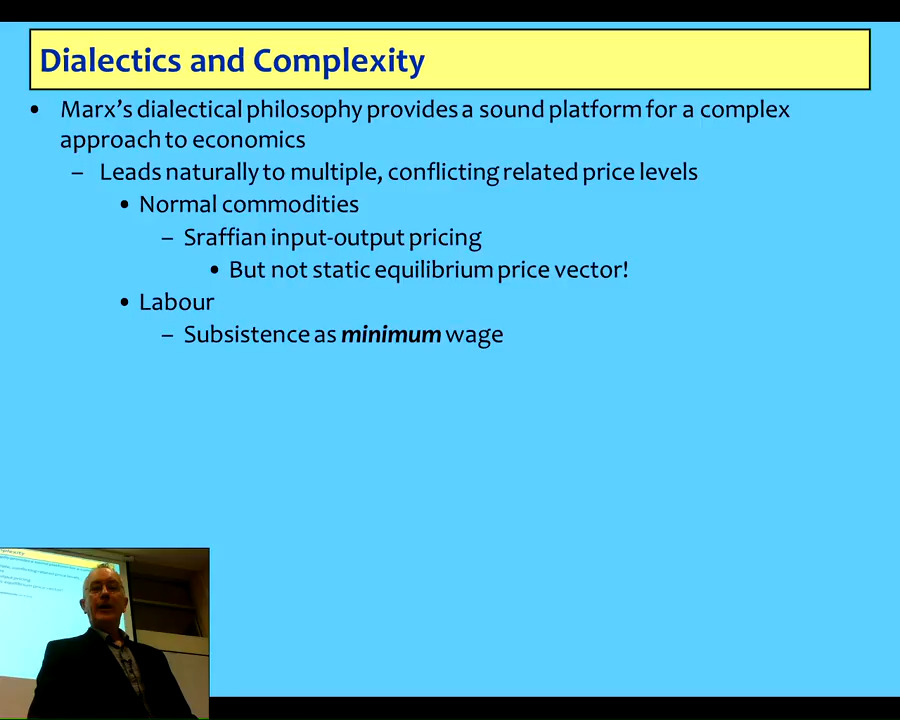 Dialectics and Complexity
• Marx's dialectical philosophy provides a sound platform for a complex
approach to economics
– Leads naturally to multiple, conflicting related price levels
• Normal commodities
– Sraffian input-output pricing
• But not static equilibrium price vector!
• Labour
– Subsistence as minimum wage